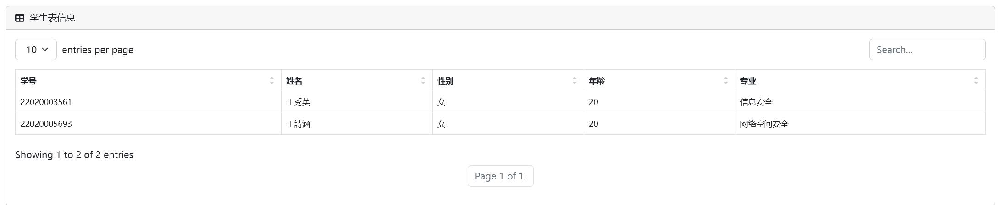 学生表信息
10 entries per page Search...
学号 姓名 性别 年龄 专业
22020003561 王秀英 女 20 信息安全
22020005693 王詩涵 女 20 网络空间安全
Showing 1 to 2 of 2 entries
Page 1 of 1.